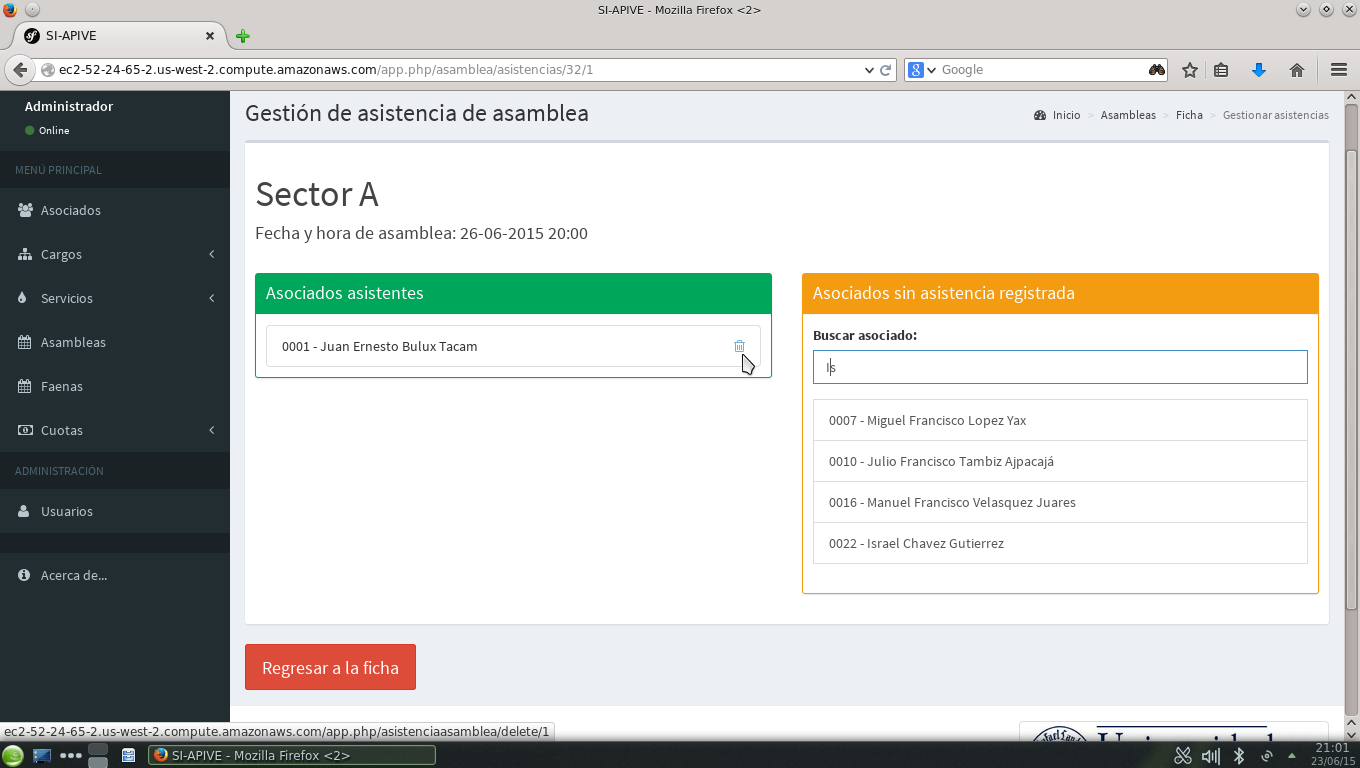 SI-APIVE - Mozilla Firefox <2>
SI-APIVE
ec2-52-24-65-2.us-west-2.compute.amazonaws.com/app.php/asamblea/asistencias/32/1
Google
Administrador
Online
MENÚ PRINCIPAL
Asociados
Cargos
Servicios
Asambleas
Faenas
Cuotas
ADMINISTRACIÓN
Usuarios
Acerca de...
Gestión de asistencia de asamblea
Inicio > Asambleas > Ficha > Gestionar asistencias
Sector A
Fecha y hora de asamblea: 26-06-2015 20:00
Asociados asistentes
0001 - Juan Ernesto Bulux Tacam
Asociados sin asistencia registrada
Buscar asociado:
Is
0007 - Miguel Francisco Lopez Yax
0010 - Julio Francisco Tambiz Ajpacajá
0016 - Manuel Francisco Velasquez Juares
0022 - Israel Chavez Gutierrez
Regresar a la ficha
ec2-52-24-65-2.us-west-2.compute.amazonaws.com/app.php/asistenciaasamblea/delete/1
SI-APIVE - Mozilla Firefox <2>
21:01
23/06/15